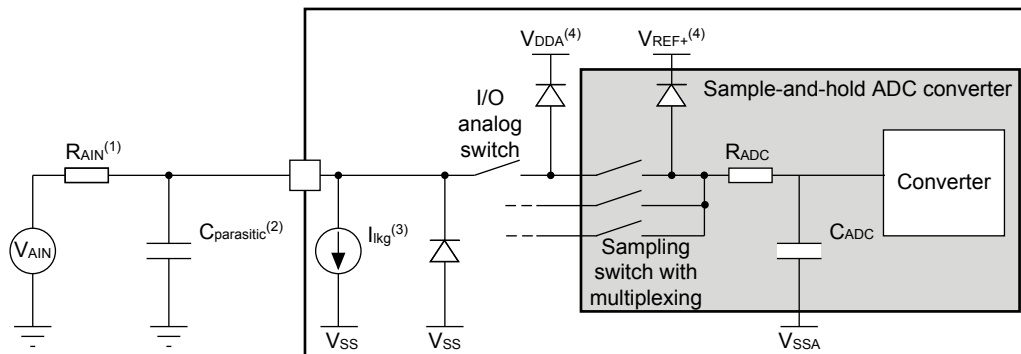 VDDA(4)
VREF+(4)
Sample-and-hold ADC converter
I/O
analog
switch
RAIN(1)
RADC
Converter
VAIN
Cparasitic(2)
Ilkg(3)
CADC
Sampling
switch with
multiplexing
VSS
VSS
VSSA